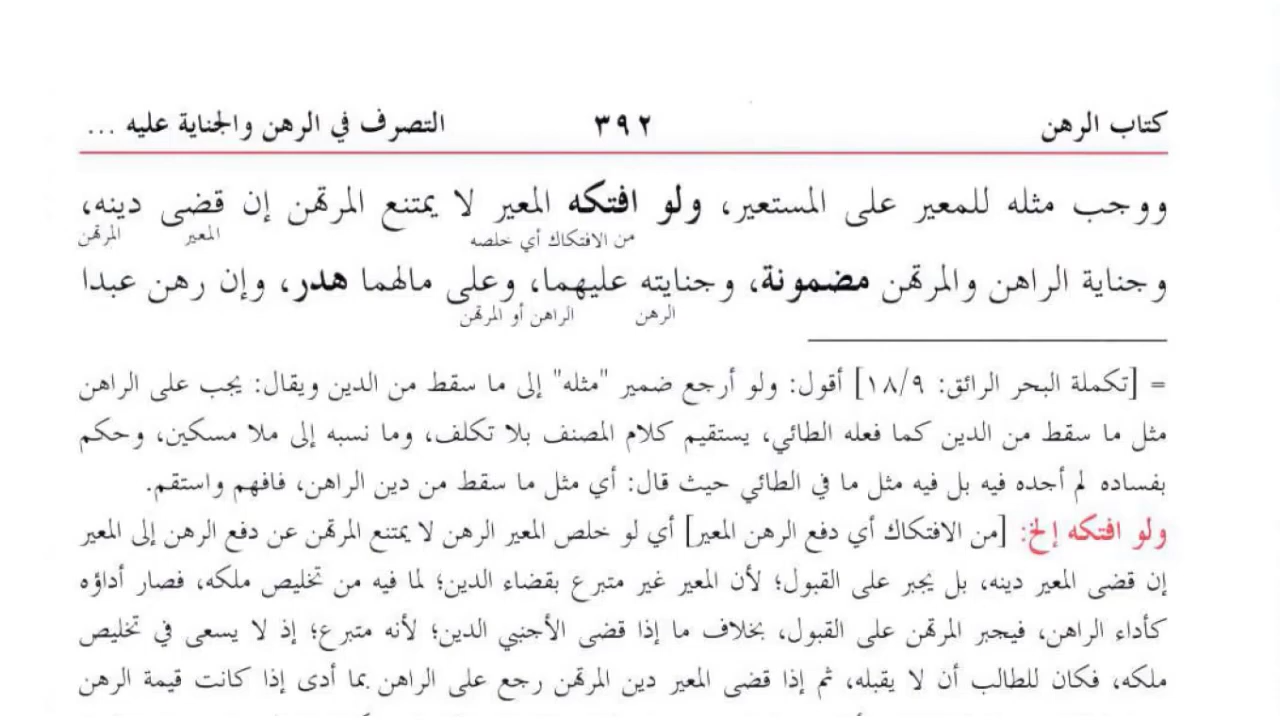 كتاب الرهن ٣٩٢ التصرف في الرهن والجناية عليه ...
ووجب مثله للمعير على المستعير، ولو افتكه المعير لا يمتنع المرتهن إن قضى دينه،
من الافتكاك أي خلصه المعير المرتهن
وجناية الراهن والمرتهن مضمونة، وجنايته عليهما، وعلى مالهما هدر، وإن رهن عبدا
الرهن الراهن أو المرتهن
= [تكملة البحر الرائق: ١٨/٩] أقول: ولو أرجع ضمير "مثله" إلى ما سقط من الدين ويقال: يجب على الراهن
مثل ما سقط من الدين كما فعله الطائي، يستقيم كلام المصنف بلا تكلف، وما نسبه إلى ملا مسكين، وحكم
بفساده لم أجده فيه بل فيه مثل ما في الطائي حيث قال: أي مثل ما سقط من دين الراهن، فافهم واستقم.
ولو افتكه إلخ: [من الافتكاك أي دفع الرهن المعير] أي لو خلص المعير الرهن لا يمتنع المرتهن عن دفع الرهن إلى المعير
إن قضى المعير دينه، بل يجبر على القبول؛ لأن المعير غير متبرع بقضاء الدين؛ لما فيه من تخليص ملكه، فصار أداؤه
كأداء الراهن، فيجبر المرتهن على القبول، بخلاف ما إذا قضى الأجنبي الدين؛ لأنه متبرع؛ إذ لا يسعى في تخليص
ملكه، فكان للطالب أن لا يقبله، ثم إذا قضى المعير دين المرتهن رجع على الراهن بما أدى إذا كانت قيمة الرهن